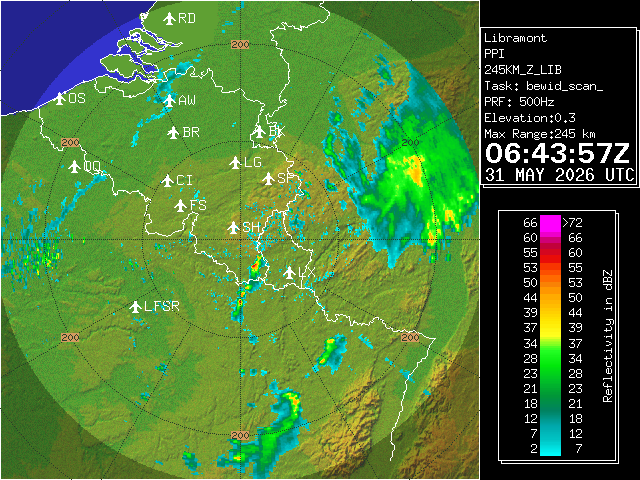 RD
200
OS
AW
BR
BK
200
200
OO
LG
CI
SP
FS
SH
LX
LFSR
200
200
200
Libramont
PPI
245KM_Z_LIB
Task: bewid_scan_
PRF: 500Hz
Elevation:0.3
Max Range:245 km
06:43:57Z
31 MAY 2026 UTC
66 >72
60 66
55 60
53 55
50 53
44 50
39 44
37 39
34 37
28 34
23 28
21 23
18 21
12 18
7 12
2 7
Reflectivity in dBZ